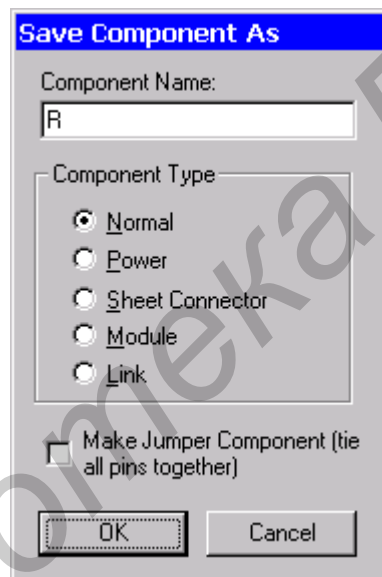 Save Component As
Component Name:
R
Component Type
Normal
Power
Sheet Connector
Module
Link
Make Jumper Component (tie
all pins together)
OK
Cancel